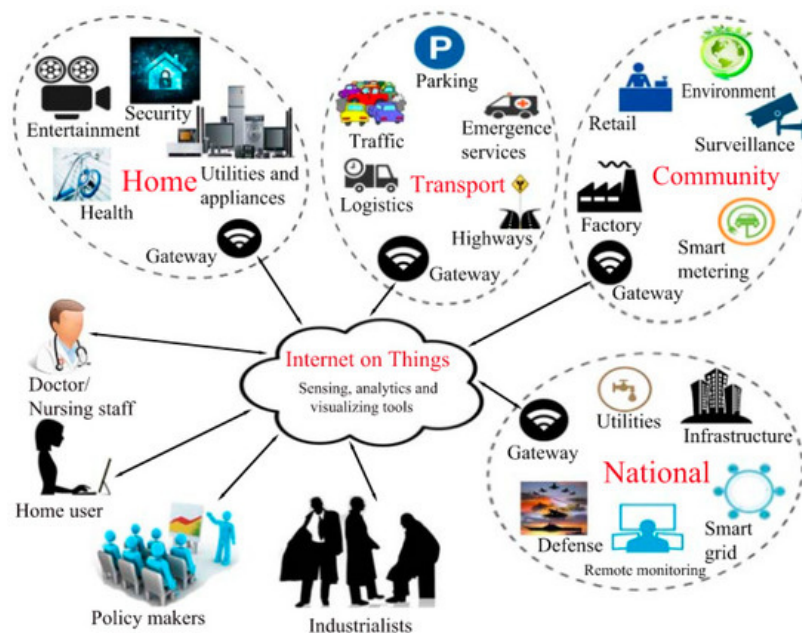 Entertainment
Security
Health
Home
Utilities and
appliances
Gateway
P
Parking
Traffic
Emergence
services
Logistics
Transport
Highways
Gateway
Retail
Environment
Surveillance
Community
Factory
Smart
metering
Gateway
Internet on Things
Sensing, analytics and
visualizing tools
Doctor/
Nursing staff
Home user
Policy makers
Industrialists
Gateway
Utilities
Infrastructure
National
Defense
Remote monitoring
Smart
grid